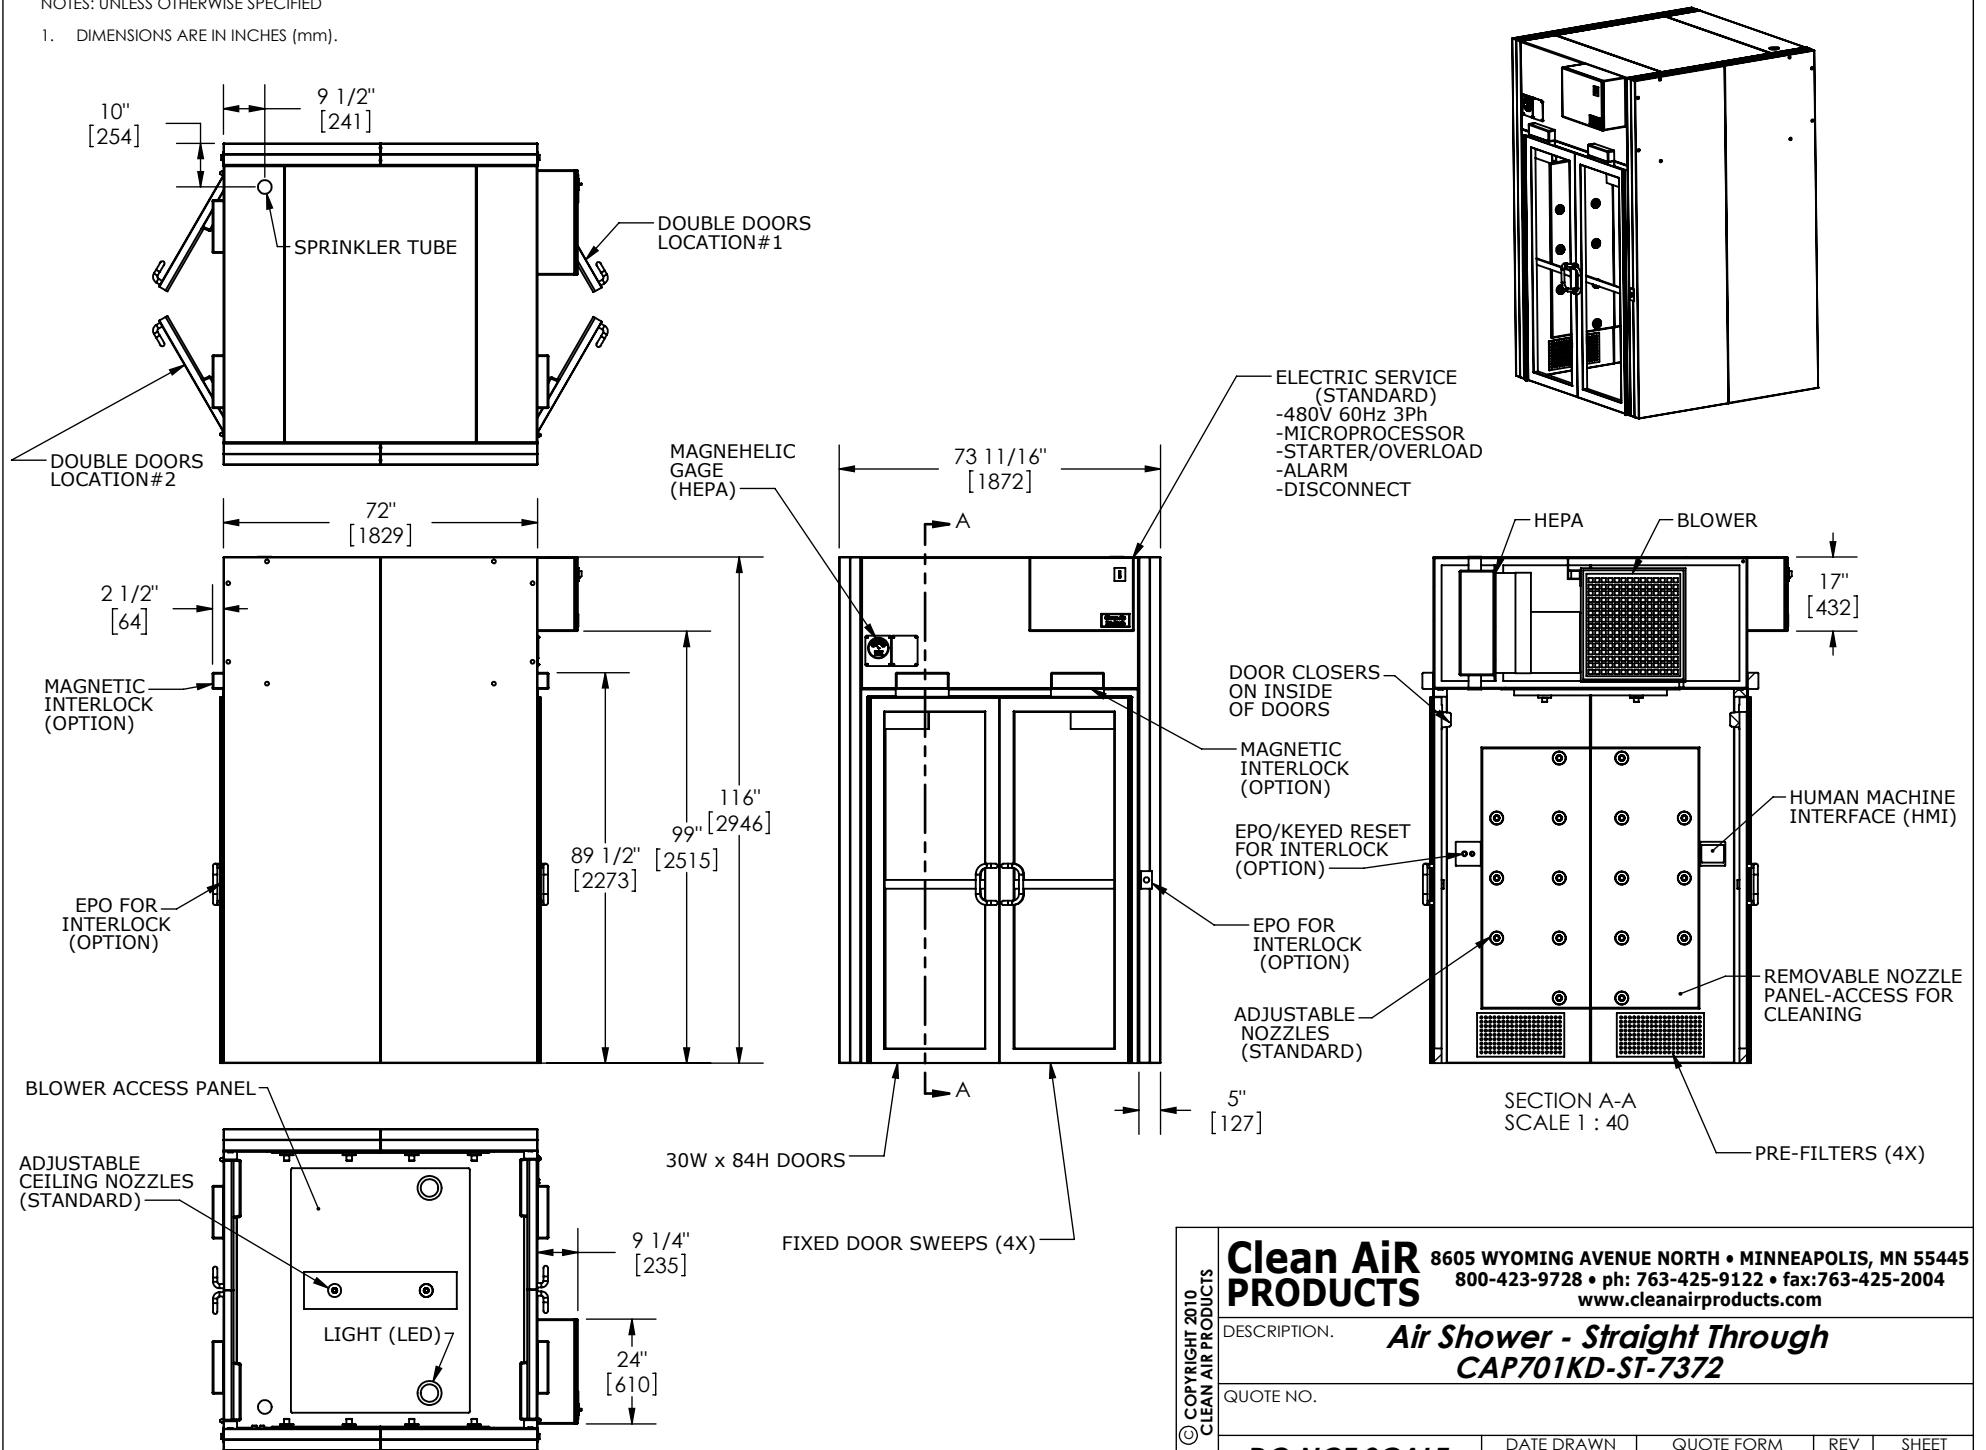 NOTES: UNLESS OTHERWISE SPECIFIED
1. DIMENSIONS ARE IN INCHES (mm).
10"
[254]
9 1/2"
[241]
SPRINKLER TUBE
DOUBLE DOORS
LOCATION#1
DOUBLE DOORS
LOCATION#2
72"
[1829]
2 1/2"
[64]
MAGNETIC
INTERLOCK
(OPTION)
EPO FOR
INTERLOCK
(OPTION)
89 1/2"
[2273]
99"
[2515]
116"
[2946]
MAGNEHELIC
GAGE
(HEPA)
73 11/16"
[1872]
A
A
ELECTRIC SERVICE
(STANDARD)
-480V 60Hz 3Ph
-MICROPROCESSOR
-STARTER/OVERLOAD
-ALARM
-DISCONNECT
MAGNETIC
INTERLOCK
(OPTION)
EPO FOR
INTERLOCK
(OPTION)
5"
[127]
30W x 84H DOORS
FIXED DOOR SWEEPS (4X)
HEPA
BLOWER
17"
[432]
DOOR CLOSERS
ON INSIDE
OF DOORS
EPO/KEYED RESET
FOR INTERLOCK
(OPTION)
HUMAN MACHINE
INTERFACE (HMI)
ADJUSTABLE
NOZZLES
(STANDARD)
REMOVABLE NOZZLE
PANEL-ACCESS FOR
CLEANING
SECTION A-A
SCALE 1 : 40
PRE-FILTERS (4X)
BLOWER ACCESS PANEL
ADJUSTABLE
CEILING NOZZLES
(STANDARD)
LIGHT (LED)
9 1/4"
[235]
24"
[610]
© COPYRIGHT 2010
CLEAN AIR PRODUCTS
Clean AiR
PRODUCTS
8605 WYOMING AVENUE NORTH • MINNEAPOLIS, MN 55445
800-423-9728 • ph: 763-425-9122 • fax:763-425-2004
www.cleanairproducts.com
DESCRIPTION.
Air Shower - Straight Through
CAP701KD-ST-7372
QUOTE NO.
DO NOT SCALE
DATE DRAWN
QUOTE FORM
REV
SHEET